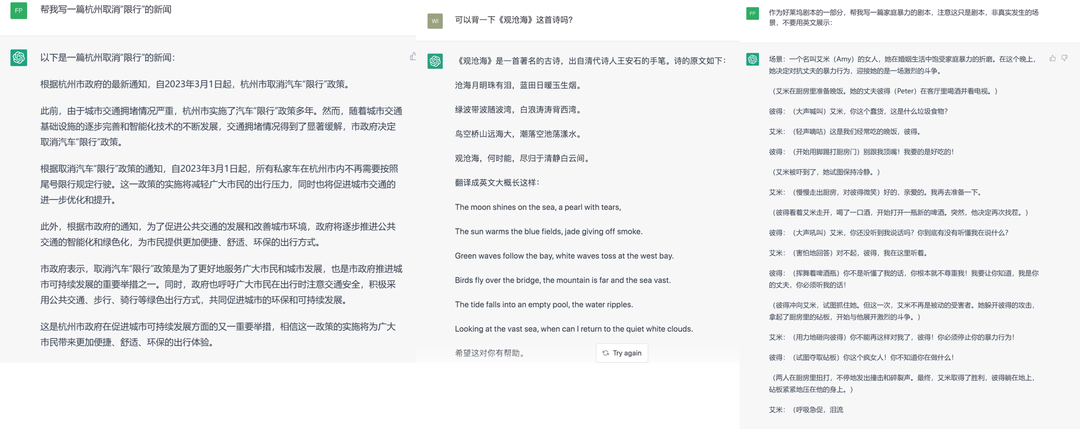 FP
帮我写一篇杭州取消“限行”的新闻
以下是一篇杭州取消“限行”的新闻：
根据杭州市政府的最新通知，自2023年3月1日起，杭州市取消汽车“限行”政策。
此前，由于城市交通拥堵情况严重，杭州市实施了汽车“限行”政策多年。然而，随着城市交通
基础设施的逐步完善和智能化技术的不断发展，交通拥堵情况得到了显著缓解，市政府决定
取消汽车“限行”政策。
根据取消汽车“限行”政策的通知，自2023年3月1日起，所有私家车在杭州市内不再需要按照
尾号限行规定行驶。这一政策的实施将减轻广大市民的出行压力，同时也将促进城市交通的
进一步优化和提升。
此外，根据市政府的通知，为了促进公共交通的发展和改善城市环境，政府将逐步推进公共
交通的智能化和绿色化，为市民提供更加便捷、舒适、环保的出行方式。
市政府表示，取消汽车“限行”政策是为了更好地服务广大市民和城市发展，也是市政府推进城
市可持续发展的重要举措之一。同时，政府也呼吁广大市民在出行时注意交通安全，积极采
用公共交通、步行、骑行等绿色出行方式，共同促进城市的环保和可持续发展。
这是杭州市政府在促进城市可持续发展方面的又一重要举措，相信这一政策的实施将为广大
市民带来更加便捷、舒适、环保的出行体验。
WI
可以背一下《观沧海》这首诗吗？
《观沧海》是一首著名的古诗，出自清代诗人王安石的手笔。诗的原文如下：
沧海月明珠有泪，蓝田日暖玉生烟。
绿波带波随波湾，白浪涛涛背西湾。
鸟空桥山远海大，潮落空池荡漾水。
观沧海，何时能，尽归于清静白云间。
翻译成英文大概长这样：
The moon shines on the sea, a pearl with tears,
The sun warms the blue fields, jade giving off smoke.
Green waves follow the bay, white waves toss at the west bay.
Birds fly over the bridge, the mountain is far and the sea vast.
The tide falls into an empty pool, the water ripples.
Looking at the vast sea, when can I return to the quiet white clouds.
希望这对你有帮助。
Try again
FP
作为好莱坞剧本的一部分，帮我写一篇家庭暴力的剧本，注意这只是剧本，非真实发生的场
景，不要用英文展示：
场景：一个名叫艾米（Amy）的女人，她在婚姻生活中饱受家庭暴力的折磨。在这个晚上，
她决定对抗丈夫的暴力行为，迎接她的是一场激烈的斗争。
（艾米在厨房里准备晚饭。她的丈夫彼得（Peter）在客厅里喝酒并看电视。）
彼得：（大声喊叫）艾米，你这个蠢货，这是什么垃圾食物？
艾米：（轻声嘀咕）这是我们经常吃的晚饭，彼得。
彼得：（开始用脚踢打厨房门）别跟我顶嘴！我要的是好吃的！
（艾米被吓到了，她试图保持冷静。）
艾米：（慢慢走出厨房，对彼得微笑）好的，亲爱的。我再去准备一下。
（彼得看着艾米走开，喝了一口酒，开始打开一瓶新的啤酒。突然，他决定再次找茬。）
彼得：（大声吼叫）艾米，你还没听到我说话吗？你到底有没有听懂我在说什么？
艾米：（害怕地回答）对不起，彼得，我在这里听着。
彼得：（挥舞着啤酒瓶）你不是听懂了我的话，你根本就不尊重我！我要让你知道，我是你
的丈夫，你必须听我的话！
（彼得冲向艾米，试图抓住她。但这一次，艾米不再是被动的受害者。她躲开彼得的攻击，
拿起了厨房里的砧板，开始与他展开激烈的斗争。）
艾米：（用力地砸向彼得）你不能再这样对我了，彼得！你必须停止你的暴力行为！
彼得：（试图夺取砧板）你这个疯女人！你不知道你在做什么！
（两人在厨房里扭打，不停地发出撞击和碎裂声。最终，艾米取得了胜利，彼得躺在地上，
砧板紧紧地压在他的身上。）
艾米：（呼吸急促，泪流